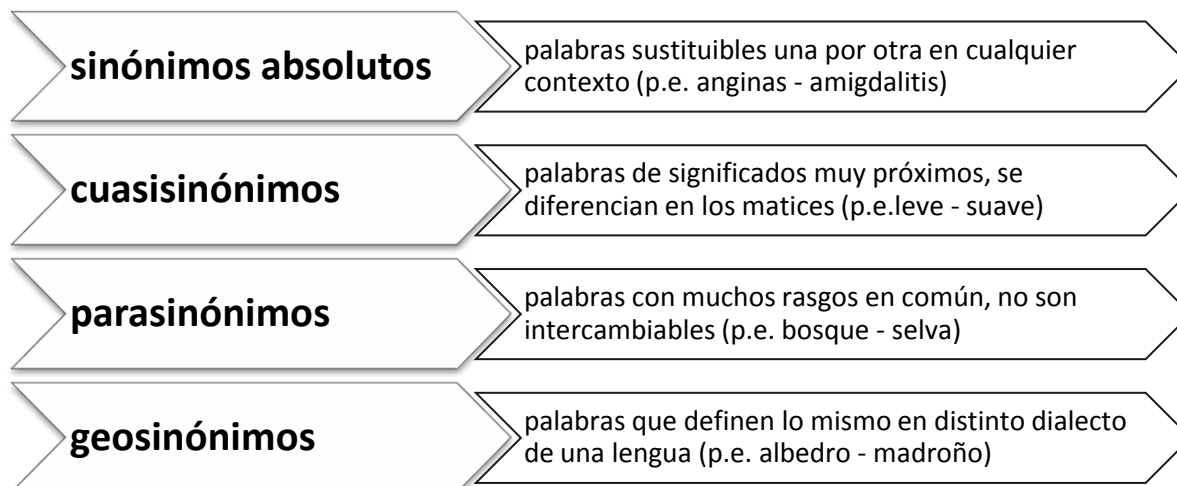 sinónimos absolutos
palabras sustituibles una por otra en cualquier
contexto (p.e. anginas - amigdalitis)
cuasisinónimos
palabras de significados muy próximos, se
diferencian en los matices (p.e.leve - suave)
parasinónimos
palabras con muchos rasgos en común, no son
intercambiables (p.e. bosque - selva)
geosinónimos
palabras que definen lo mismo en distinto dialecto
de una lengua (p.e. albedro - madroño)